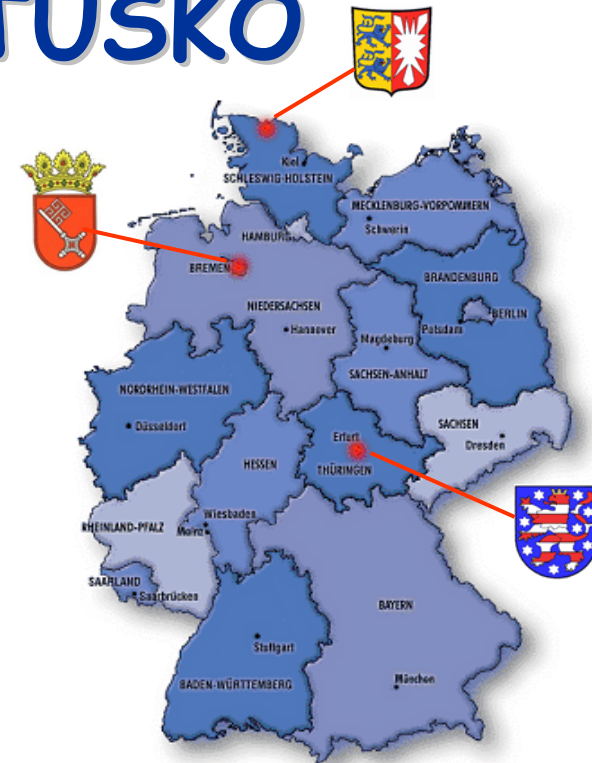 TUSKO
Kiel
SCHLESWIG-HOLSTEIN
MECKLENBURG-VORPOMMERN
Schwerin
HAMBURG
BREMEN
BRANDENBURG
NIEDERSACHSEN
BERLIN
Hannover
Potsdam
Magdeburg
SACHSEN-ANHALT
NORDRHEIN-WESTFALEN
Düsseldorf
SACHSEN
Erfurt
Dresden
HESSEN
THÜRINGEN
Wiesbaden
RHEINLAND-PFALZ
Mainz
SAARLAND
Saarbrücken
BAYERN
Stuttgart
München
BADEN-WÜRTTEMBERG